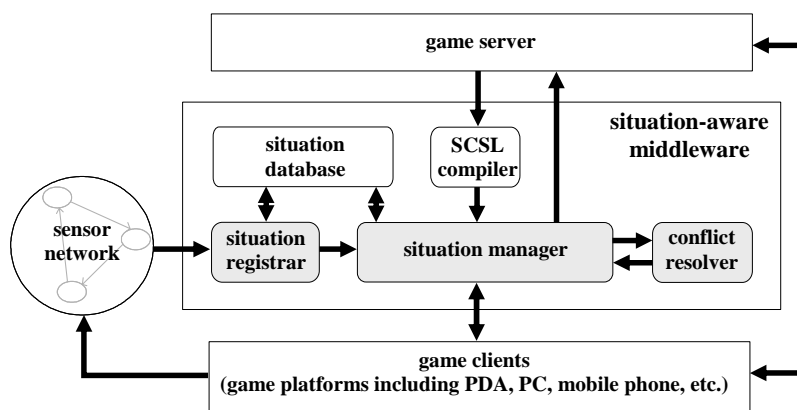 game server
situation-aware
middleware
situation
database
SCSL
compiler
sensor
network
situation
registrar
situation manager
conflict
resolver
game clients
(game platforms including PDA, PC, mobile phone, etc.)